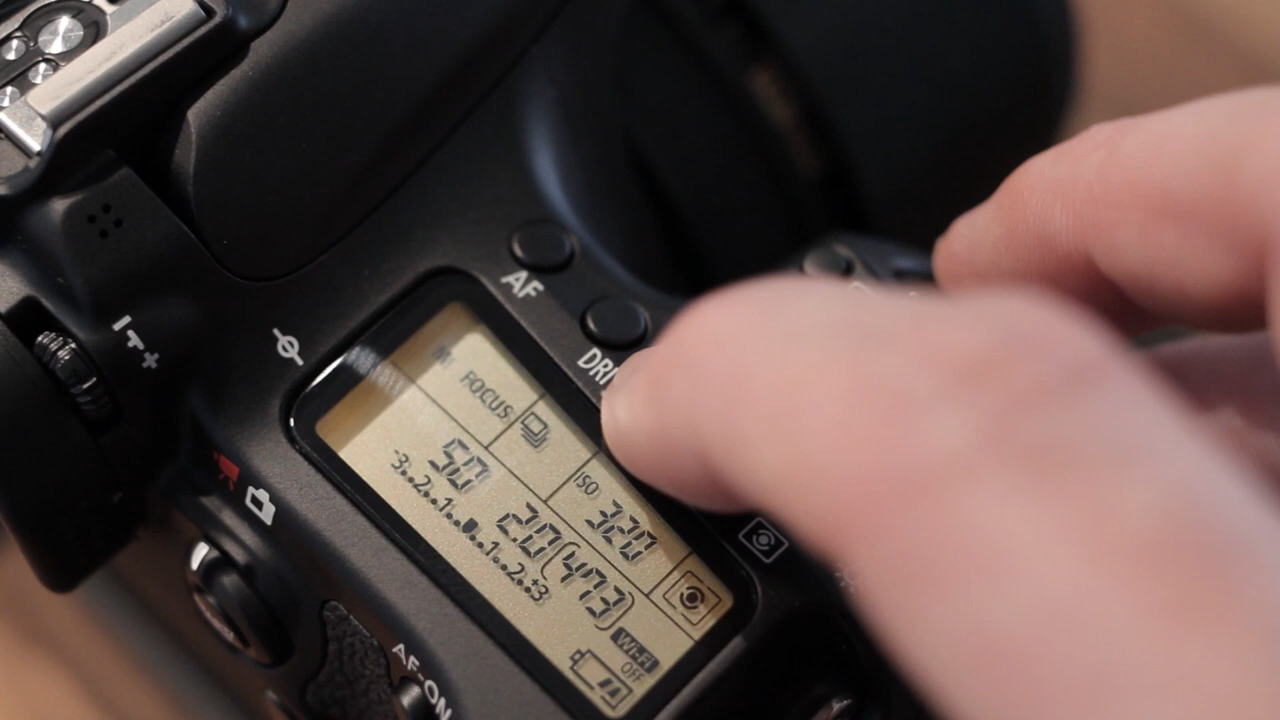 AF
DRI
FOCUS
ISO 320
50 2.0 (473)
-3..2..1..▮..1..2..+3
Wi-Fi
OFF
AF-ON